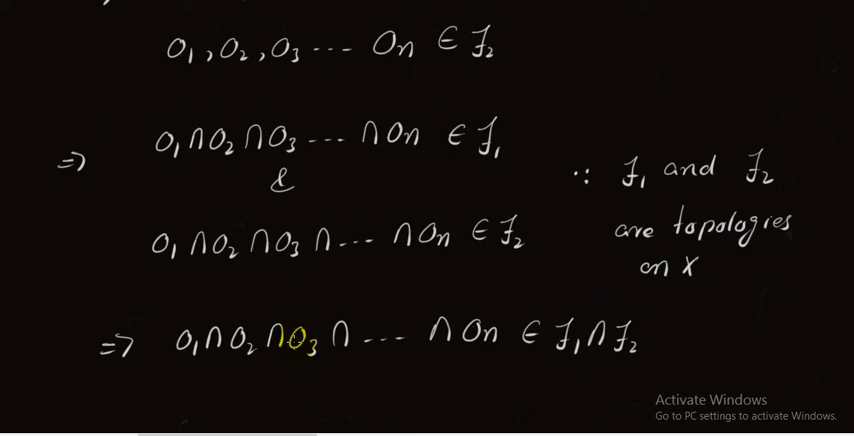 O₁, O₂, O₃ ---- On ∈ J₂
=> O₁ ∩ O₂ ∩ O₃ ---- ∩ On ∈ J₁
&
O₁ ∩ O₂ ∩ O₃ ∩ ---- ∩ On ∈ J₂
∵ J₁ and J₂
are topologies
on X
=> O₁ ∩ O₂ ∩ O₃ ∩ --- ∩ On ∈ J₁ ∩ J₂
Activate Windows
Go to PC settings to activate Windows.